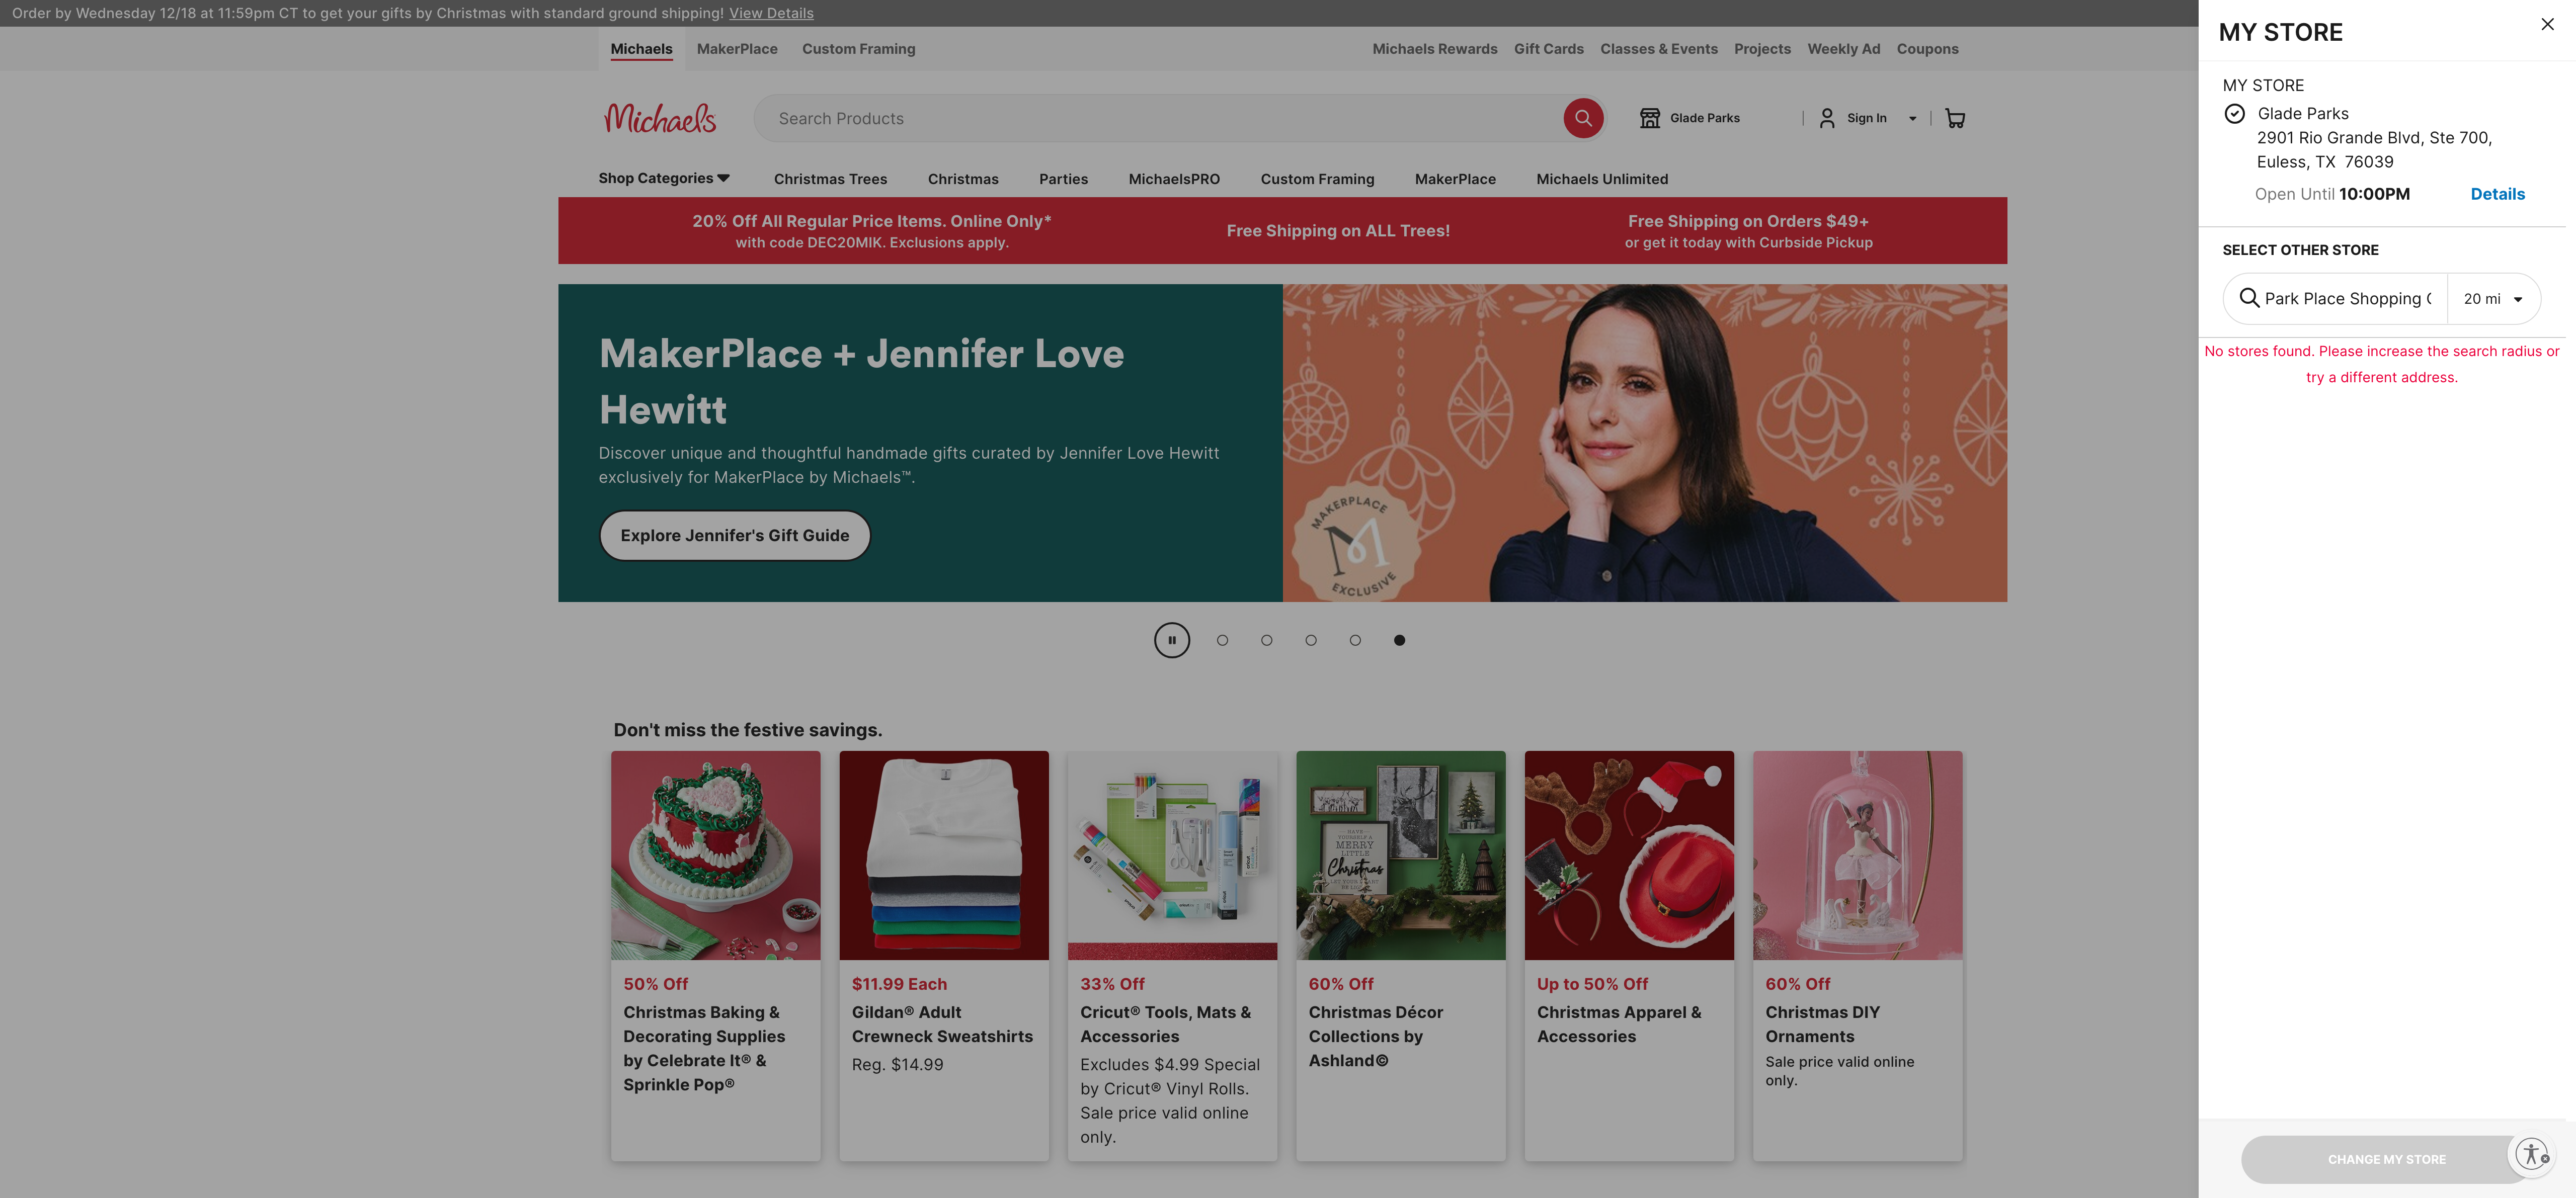 Order by Wednesday 12/18 at 11:59pm CT to get your gifts by Christmas with standard ground shipping! View Details
Michaels MakerPlace Custom Framing
Michaels Rewards Gift Cards Classes & Events Projects Weekly Ad Coupons
Michaels
Search Products
Glade Parks
Sign In
Shop Categories Christmas Trees Christmas Parties MichaelsPRO Custom Framing MakerPlace Michaels Unlimited
20% Off All Regular Price Items. Online Only*
with code DEC20MIK. Exclusions apply.
Free Shipping on ALL Trees!
Free Shipping on Orders $49+
or get it today with Curbside Pickup
MakerPlace + Jennifer Love
Hewitt
Discover unique and thoughtful handmade gifts curated by Jennifer Love Hewitt
exclusively for MakerPlace by Michaels™.
Explore Jennifer's Gift Guide
MAKERPLACE
M
EXCLUSIVE
Don't miss the festive savings.
HAVE
YOURSELF A
MERRY
LITTLE
Christmas
50% Off
Christmas Baking &
Decorating Supplies
by Celebrate It® &
Sprinkle Pop®
$11.99 Each
Gildan® Adult
Crewneck Sweatshirts
Reg. $14.99
33% Off
Cricut® Tools, Mats &
Accessories
Excludes $4.99 Special
by Cricut® Vinyl Rolls.
Sale price valid online
only.
60% Off
Christmas Décor
Collections by
Ashland©
Up to 50% Off
Christmas Apparel &
Accessories
60% Off
Christmas DIY
Ornaments
Sale price valid online
only.
MY STORE
MY STORE
Glade Parks
2901 Rio Grande Blvd, Ste 700,
Euless, TX 76039
Open Until 10:00PM
Details
SELECT OTHER STORE
Park Place Shopping
20 mi
No stores found. Please increase the search radius or
try a different address.
CHANGE MY STORE